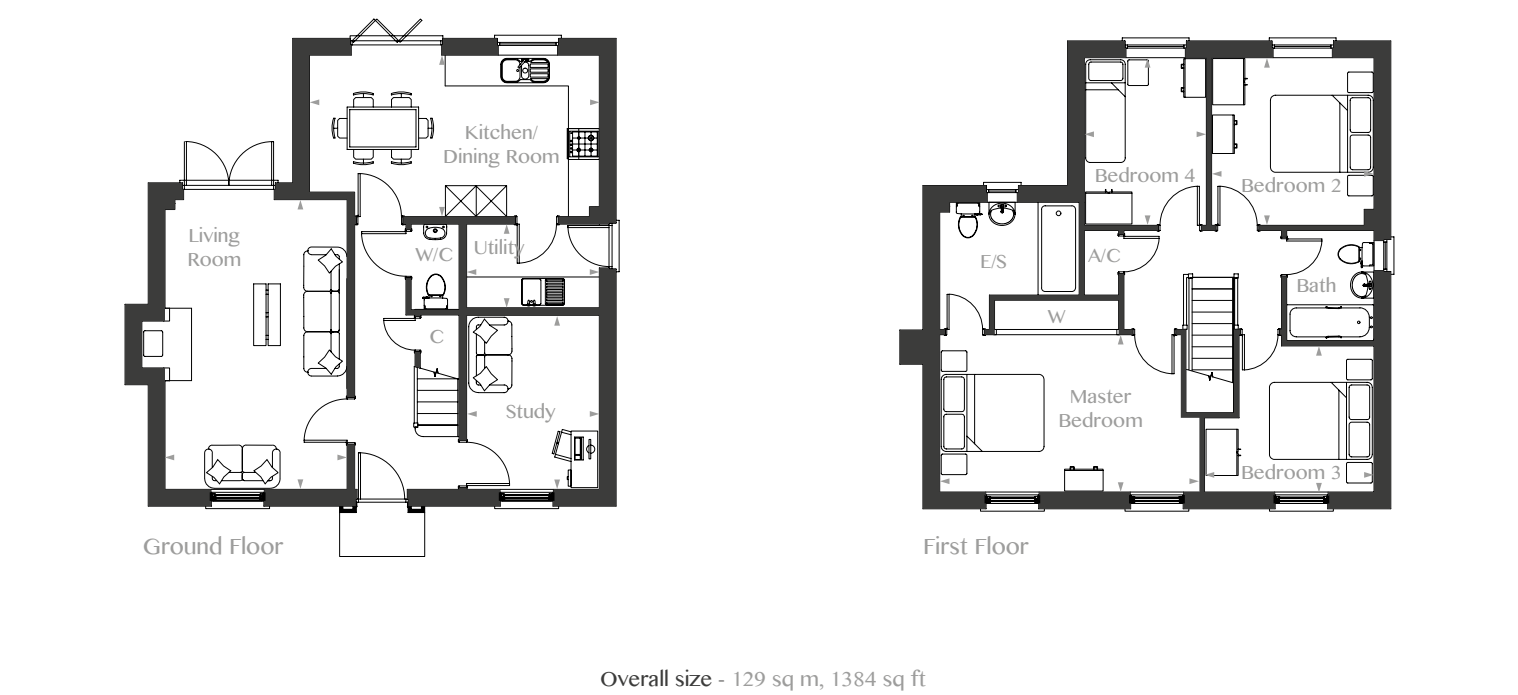 Kitchen/
Dining Room
Living
Room
W/C
Utility
C
Study
Ground Floor
Bedroom 4
Bedroom 2
E/S
A/C
Bath
W
Master
Bedroom
Bedroom 3
First Floor
Overall size - 129 sq m, 1384 sq ft